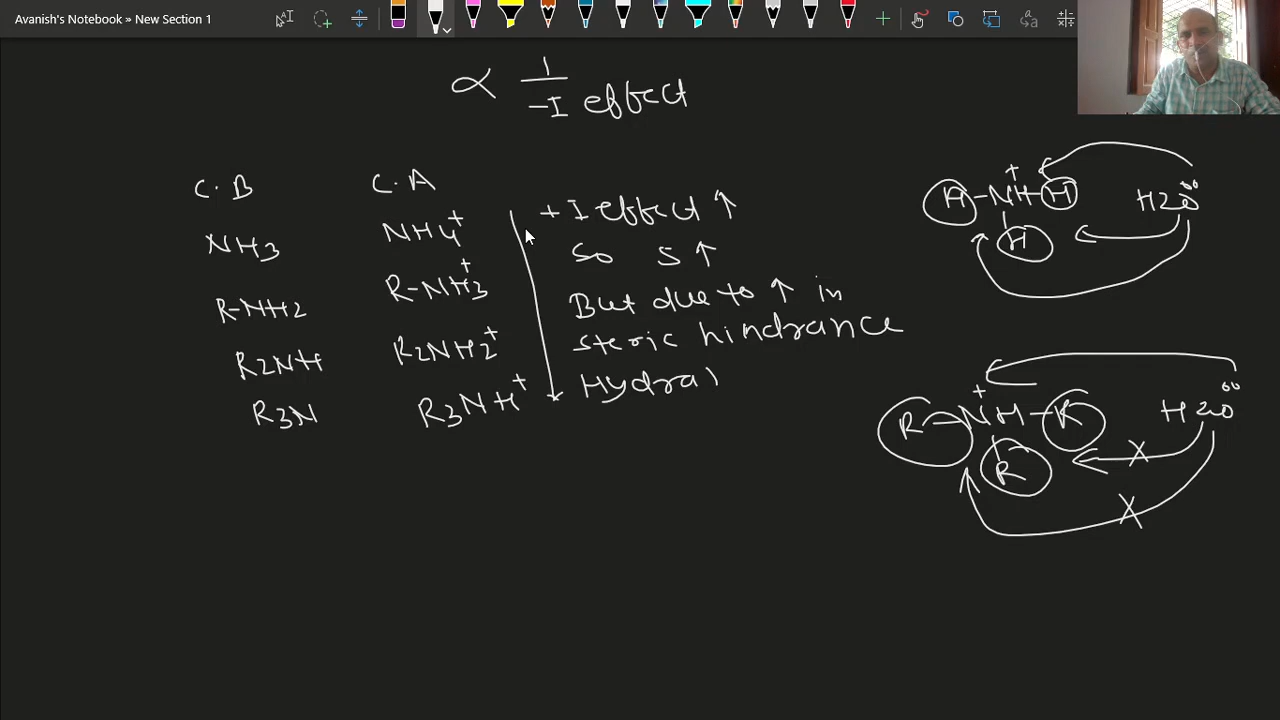 Avanish's Notebook » New Section 1
∝ 1/-I effect
C.B C.A
NH3 NH4+
R-NH2 R-NH3+
R2NH R2NH2+
R3N R3NH+
+I effect ↑
So S ↑
But due to ↑ in
steric hindrance
Hydra
H-NH+-H H2O
H
R-NH+-R H2O
R
X
X